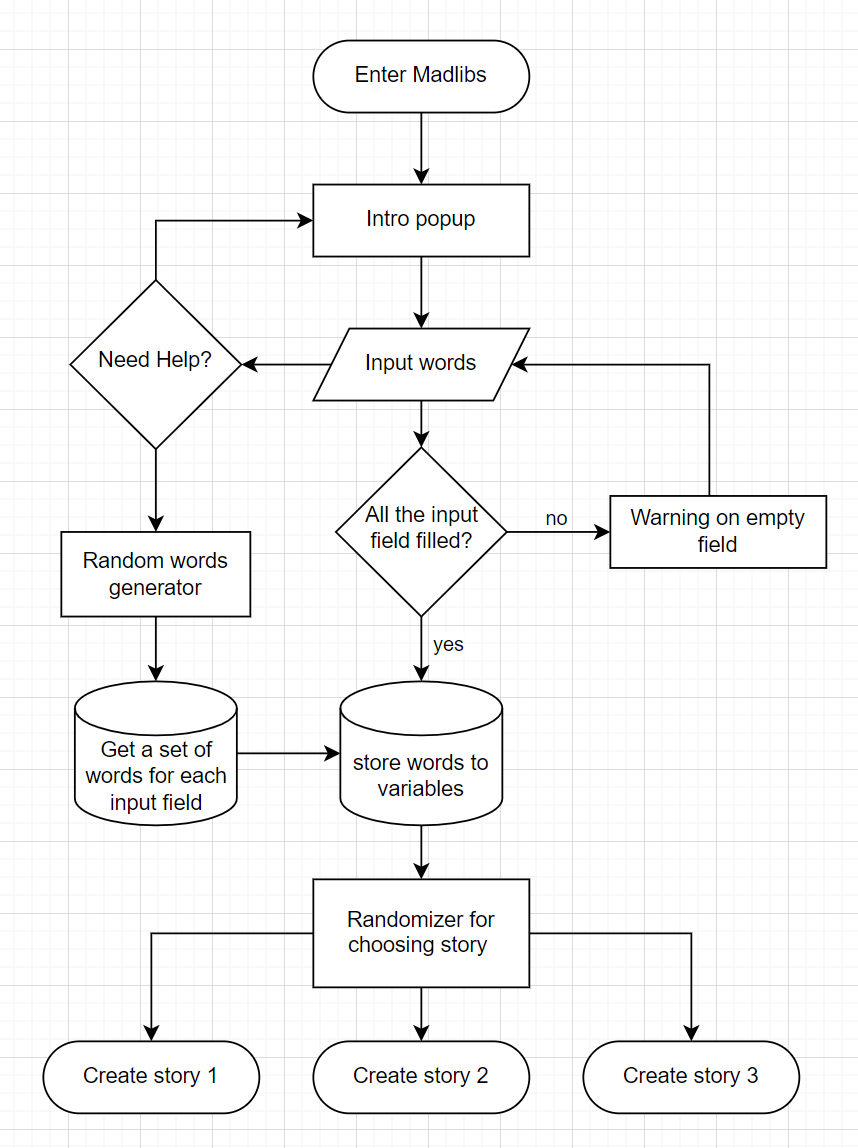 Enter Madlibs
Intro popup
Need Help?
Input words
All the input
field filled?
no
Warning on empty
field
Random words
generator
yes
Get a set of
words for each
input field
store words to
variables
Randomizer for
choosing story
Create story 1
Create story 2
Create story 3